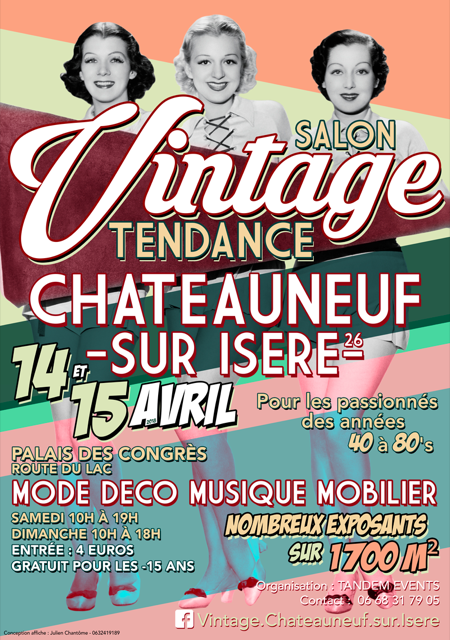 SALON
Vintage
TENDANCE
CHATEAUNEUF
-SUR ISERE-26
14 ET
15 AVRIL
Pour les passionnés
des années
40 à 80's
PALAIS DES CONGRÈS
ROUTE DU LAC
MODE DECO MUSIQUE MOBILIER
SAMEDI 10H À 19H
DIMANCHE 10H À 18H
ENTRÉE : 4 EUROS
GRATUIT POUR LES -15 ANS
NOMBREUX EXPOSANTS
SUR 1700 M²
Organisation : TANDEM EVENTS
Contact : 06 68 31 79 05
f Vintage.Chateauneuf.sur.Isere
Conception affiche : Julien Chantôme - 0632419189